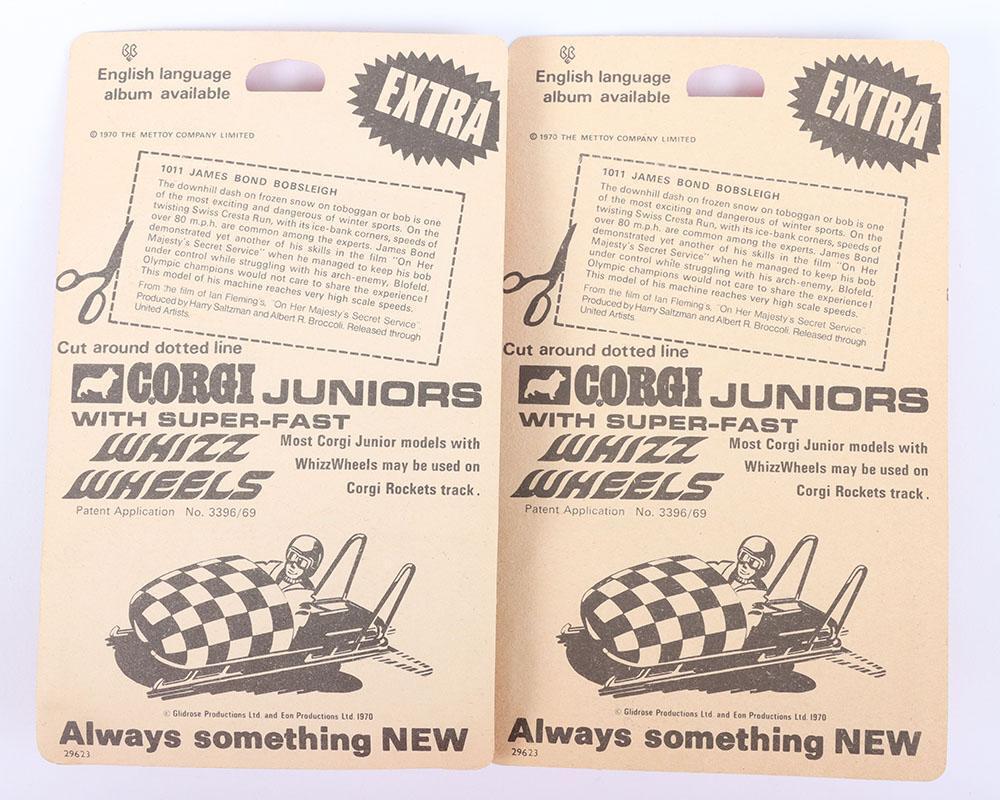 English language
album available
EXTRA
© 1970 THE METTOY COMPANY LIMITED
1011 JAMES BOND BOBSLEIGH
The downhill dash on frozen snow on toboggan or bob is one
of the most exciting and dangerous of winter sports. On the
twisting Swiss Cresta Run, with its ice-bank corners, speeds of
over 80 m.p.h. are common among the experts. James Bond
demonstrated yet another of his skills in the film "On Her
Majesty's Secret Service" when he managed to keep his bob
under control while struggling with his arch-enemy, Blofeld.
Olympic champions would not care to share the experience!
This model of his machine reaches very high scale speeds.
From the film of Ian Fleming's, "On Her Majesty's Secret Service".
Produced by Harry Saltzman and Albert R. Broccoli. Released through
United Artists.
Cut around dotted line
CORGI JUNIORS
WITH SUPER-FAST
WHIZZ
WHEELS
Most Corgi Junior models with
WhizzWheels may be used on
Corgi Rockets track.
Patent Application No. 3396/69
© Glidrose Productions Ltd. and Eon Productions Ltd. 1970
Always something NEW
29623
English language
album available
EXTRA
© 1970 THE METTOY COMPANY LIMITED
1011 JAMES BOND BOBSLEIGH
The downhill dash on frozen snow on toboggan or bob is one
of the most exciting and dangerous of winter sports. On the
twisting Swiss Cresta Run, with its ice-bank corners, speeds of
over 80 m.p.h. are common among the experts. James Bond
demonstrated yet another of his skills in the film "On Her
Majesty's Secret Service" when he managed to keep his bob
under control while struggling with his arch-enemy, Blofeld.
Olympic champions would not care to share the experience!
This model of his machine reaches very high scale speeds.
From the film of Ian Fleming's, "On Her Majesty's Secret Service".
Produced by Harry Saltzman and Albert R. Broccoli. Released through
United Artists.
Cut around dotted line
CORGI JUNIORS
WITH SUPER-FAST
WHIZZ
WHEELS
Most Corgi Junior models with
WhizzWheels may be used on
Corgi Rockets track.
Patent Application No. 3396/69
© Glidrose Productions Ltd. and Eon Productions Ltd. 1970
Always something NEW
29623